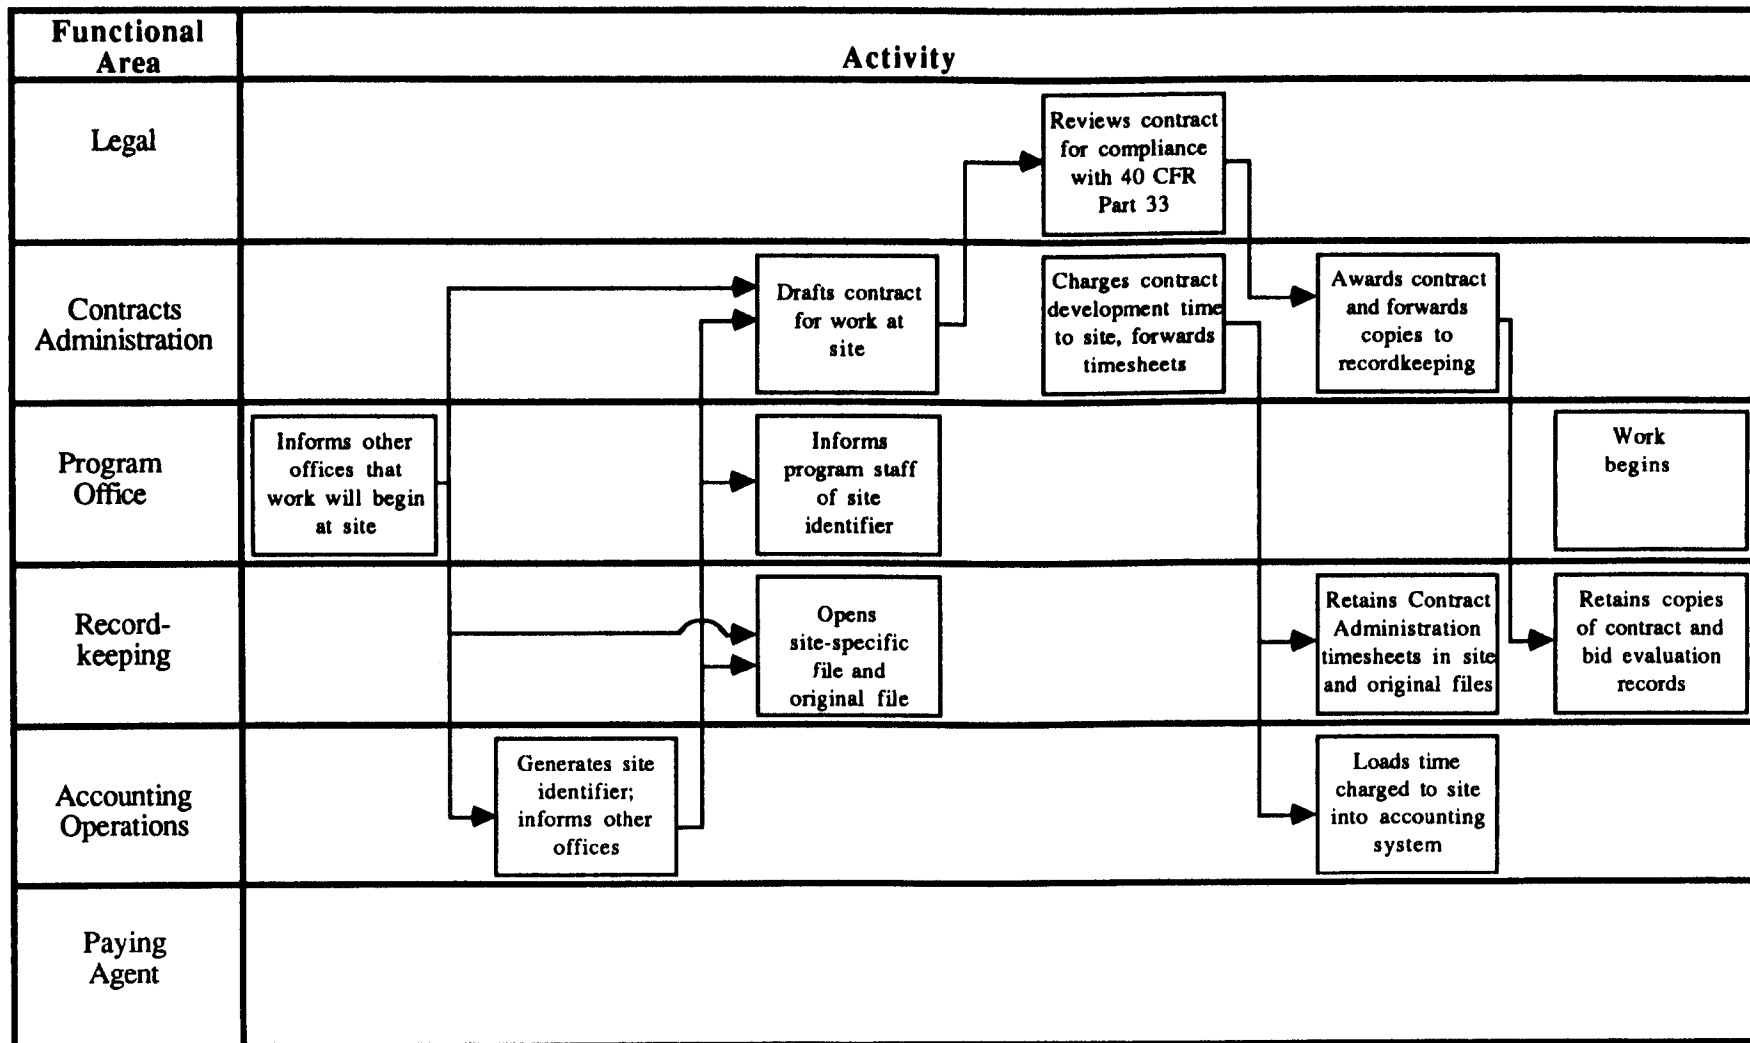 Functional
Area
Activity
Legal
Reviews contract
for compliance
with 40 CFR
Part 33
Contracts
Administration
Drafts contract
for work at
site
Charges contract
development time
to site, forwards
timesheets
Awards contract
and forwards
copies to
recordkeeping
Program
Office
Informs other
offices that
work will begin
at site
Informs
program staff
of site
identifier
Work
begins
Record-
keeping
Opens
site-specific
file and
original file
Retains Contract
Administration
timesheets in site
and original files
Retains copies
of contract and
bid evaluation
records
Accounting
Operations
Generates site
identifier;
informs other
offices
Loads time
charged to site
into accounting
system
Paying
Agent